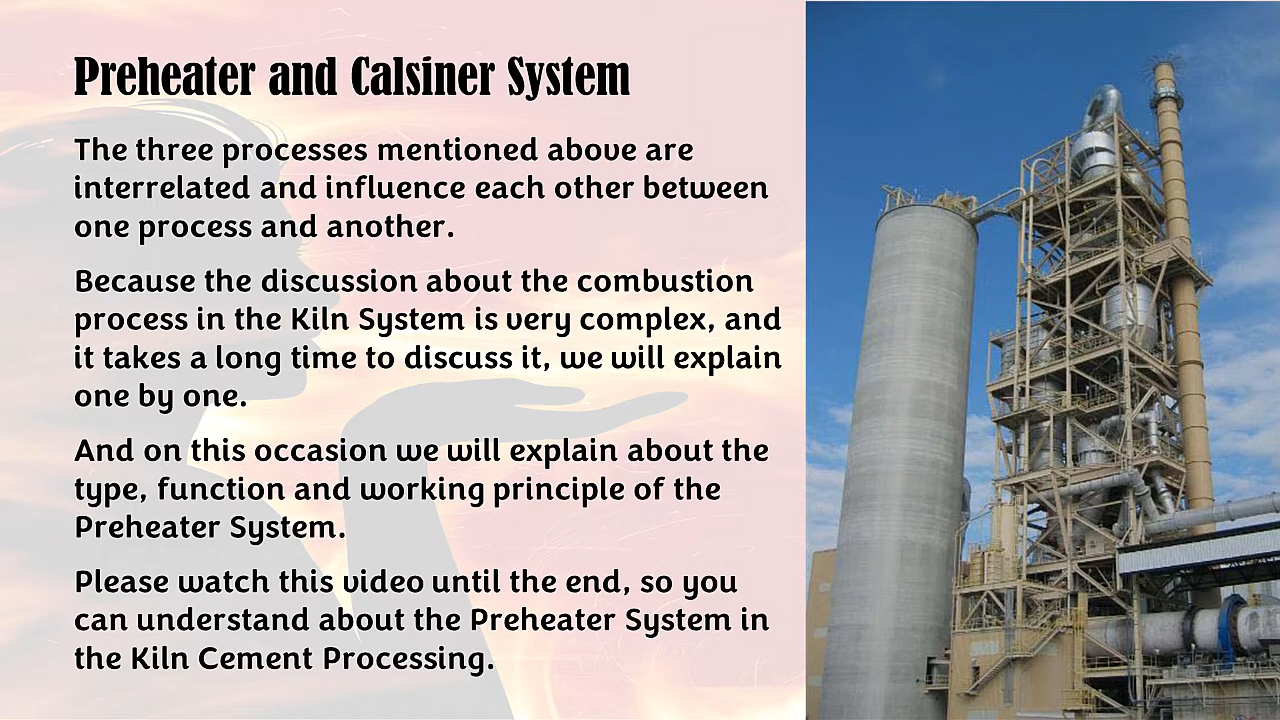 Preheater and Calsiner System
The three processes mentioned above are
interrelated and influence each other between
one process and another.
Because the discussion about the combustion
process in the Kiln System is very complex, and
it takes a long time to discuss it, we will explain
one by one.
And on this occasion we will explain about the
type, function and working principle of the
Preheater System.
Please watch this video until the end, so you
can understand about the Preheater System in
the Kiln Cement Processing.